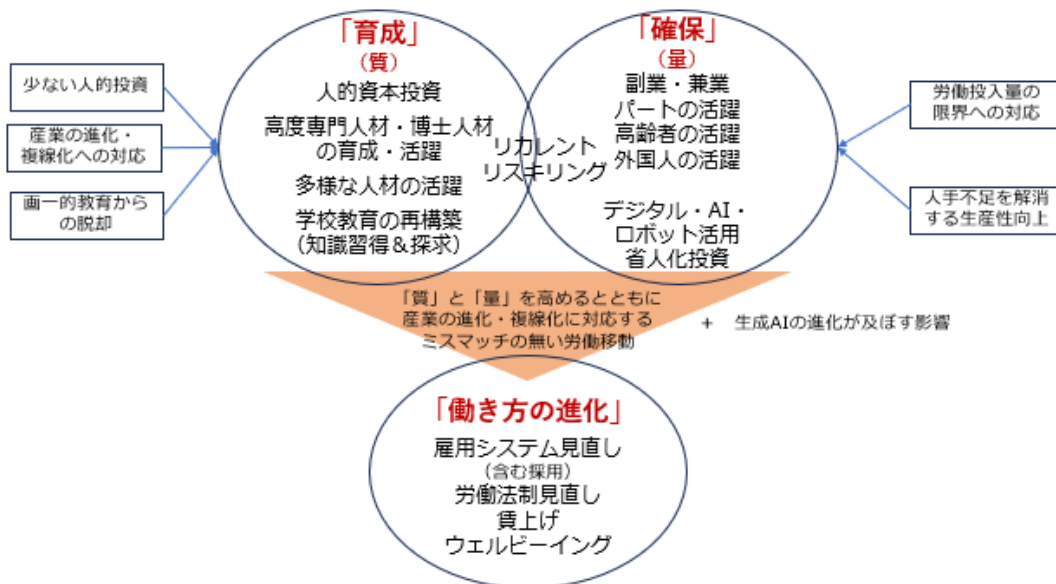 「育成」
（質）
人的資本投資
高度専門人材・博士人材
の育成・活躍
多様な人材の活躍
学校教育の再構築
（知識習得＆探求）
リカレント
リスキリング
「確保」
（量）
副業・兼業
パートの活躍
高齢者の活躍
外国人の活躍
デジタル・AI・
ロボット活用
省人化投資
少ない人的投資
産業の進化・
複線化への対応
画一的教育から
の脱却
労働投入量の
限界への対応
人手不足を解消
する生産性向上
「質」と「量」を高めるとともに
産業の進化・複線化に対応する
ミスマッチの無い労働移動
+ 生成AIの進化が及ぼす影響
「働き方の進化」
雇用システム見直し
（含む採用）
労働法制見直し
賃上げ
ウェルビーイング